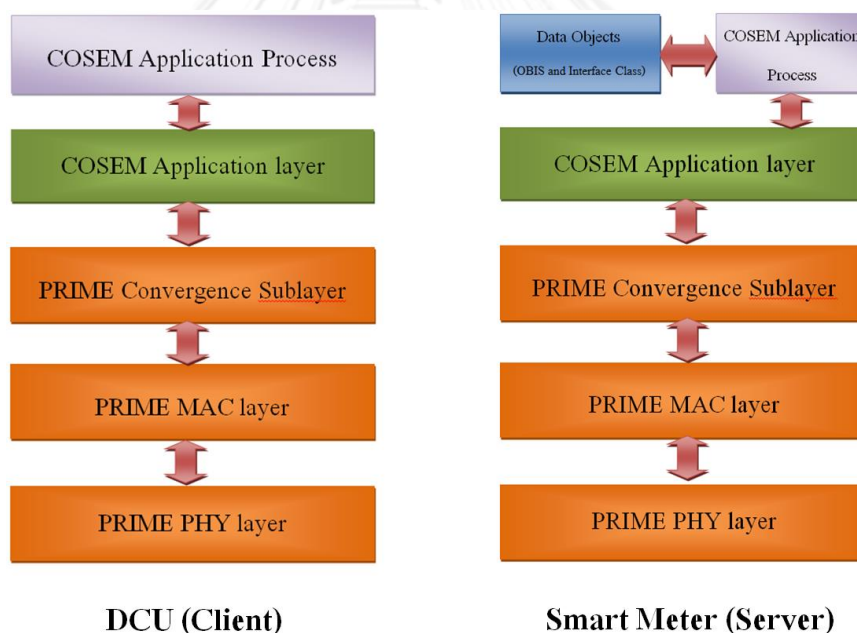 COSEM Application Process
COSEM Application layer
PRIME Convergence Sublayer
PRIME MAC layer
PRIME PHY layer
DCU (Client)
Data Objects
(OBIS and Interface Class)
COSEM Application
Process
COSEM Application layer
PRIME Convergence Sublayer
PRIME MAC layer
PRIME PHY layer
Smart Meter (Server)